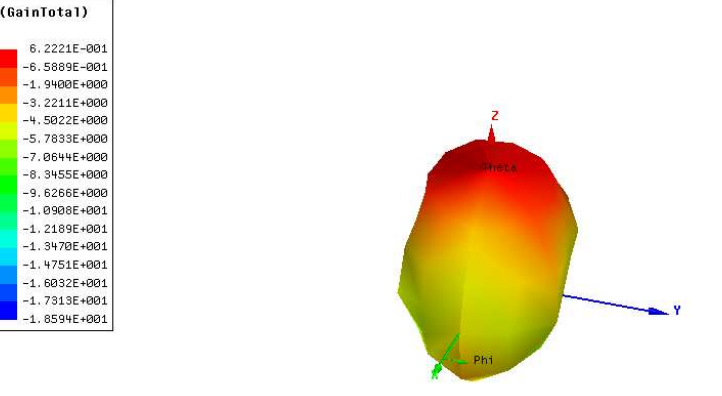 (GainTotal)
6.2221E-001
-6.5889E-001
-1.9400E+000
-3.2211E+000
-4.5022E+000
-5.7833E+000
-7.0644E+000
-8.3455E+000
-9.6266E+000
-1.0908E+001
-1.2189E+001
-1.3470E+001
-1.4751E+001
-1.6032E+001
-1.7313E+001
-1.8594E+001
Z
Theta
Y
Phi
X